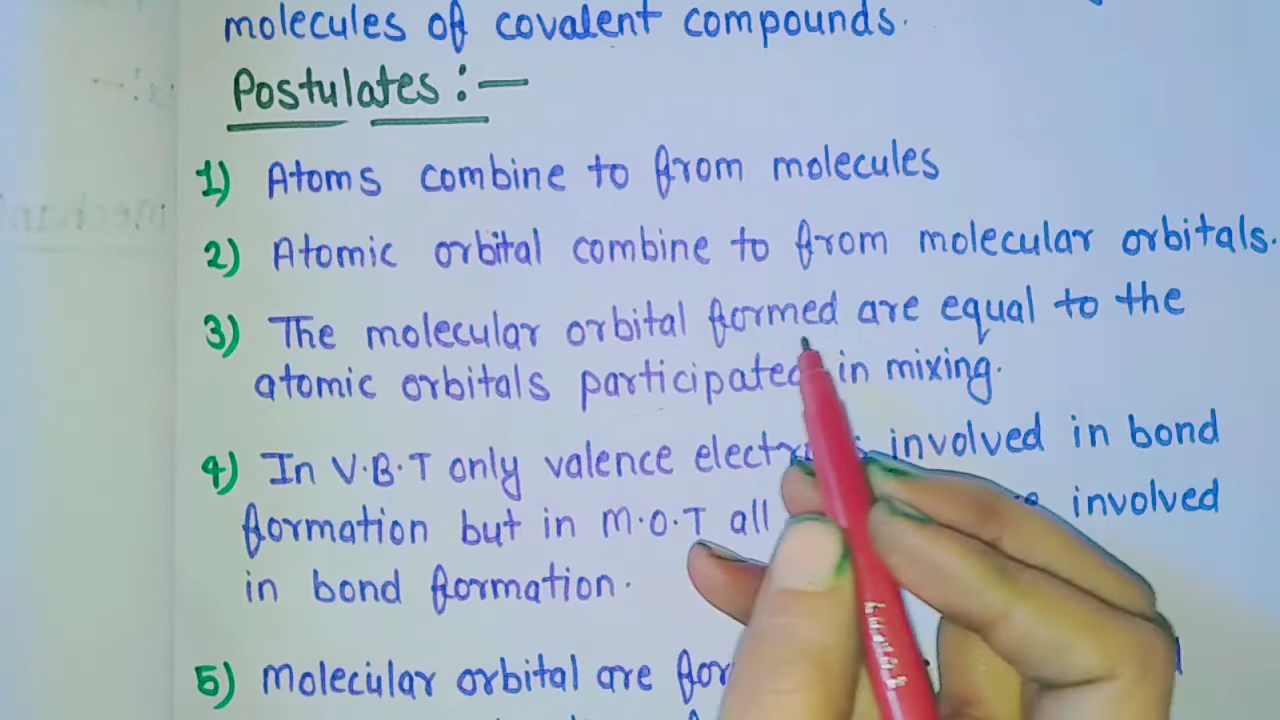 molecules of covalent compounds.
Postulates :-
1) Atoms combine to from molecules
2) Atomic orbital combine to from molecular orbitals.
3) The molecular orbital formed are equal to the
atomic orbitals participated in mixing.
4) In V.B.T only valence involved in bond
formation but in M.O.T all involved
in bond formation.
5) Molecular orbital are